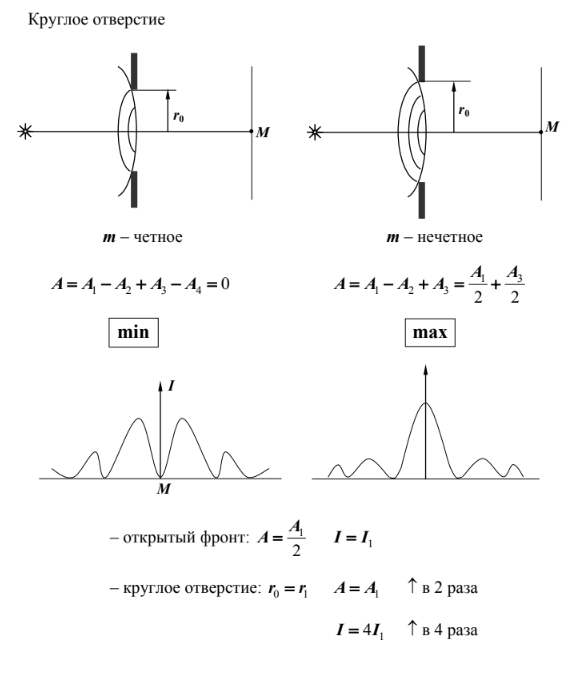 Круглое отверстие
r₀ M r₀ M
m – четное m – нечетное
A = A₁ − A₂ + A₃ − A₄ = 0 A = A₁ − A₂ + A₃ = A₁/2 + A₃/2
min max
I
M
– открытый фронт: A = A₁/2 I = I₁
– круглое отверстие: r₀ = r₁ A = A₁ ↑ в 2 раза
I = 4I₁ ↑ в 4 раза